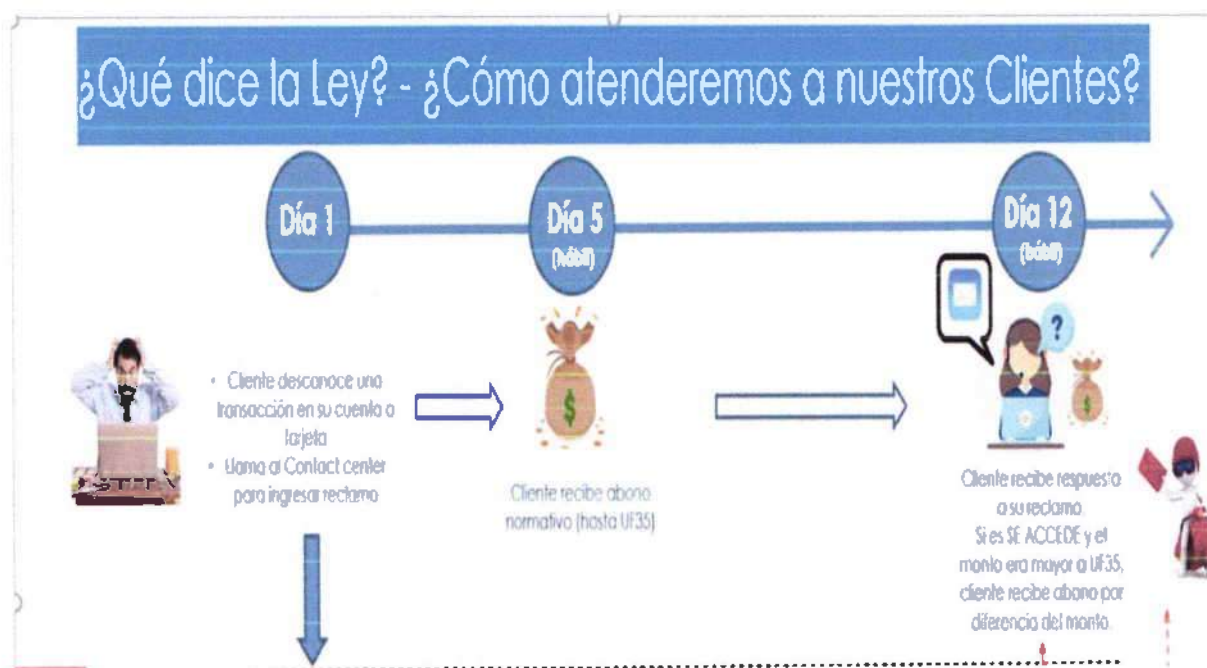 ¿Qué dice la Ley? - ¿Cómo atenderemos a nuestros Clientes?
Día 1
Día 5
(hábil)
Día 12
(hábil)
?
• Cliente desconoce una
transacción en su cuenta o
tarjeta
• Llama al Contact center
para ingresar reclamo
$
Cliente recibe abono
normativo (hasta UF35)
$
Cliente recibe respuesta
a su reclamo.
Si es SE ACCEDE y el
monto era mayor a UF35,
cliente recibe abono por
diferencia del monto.